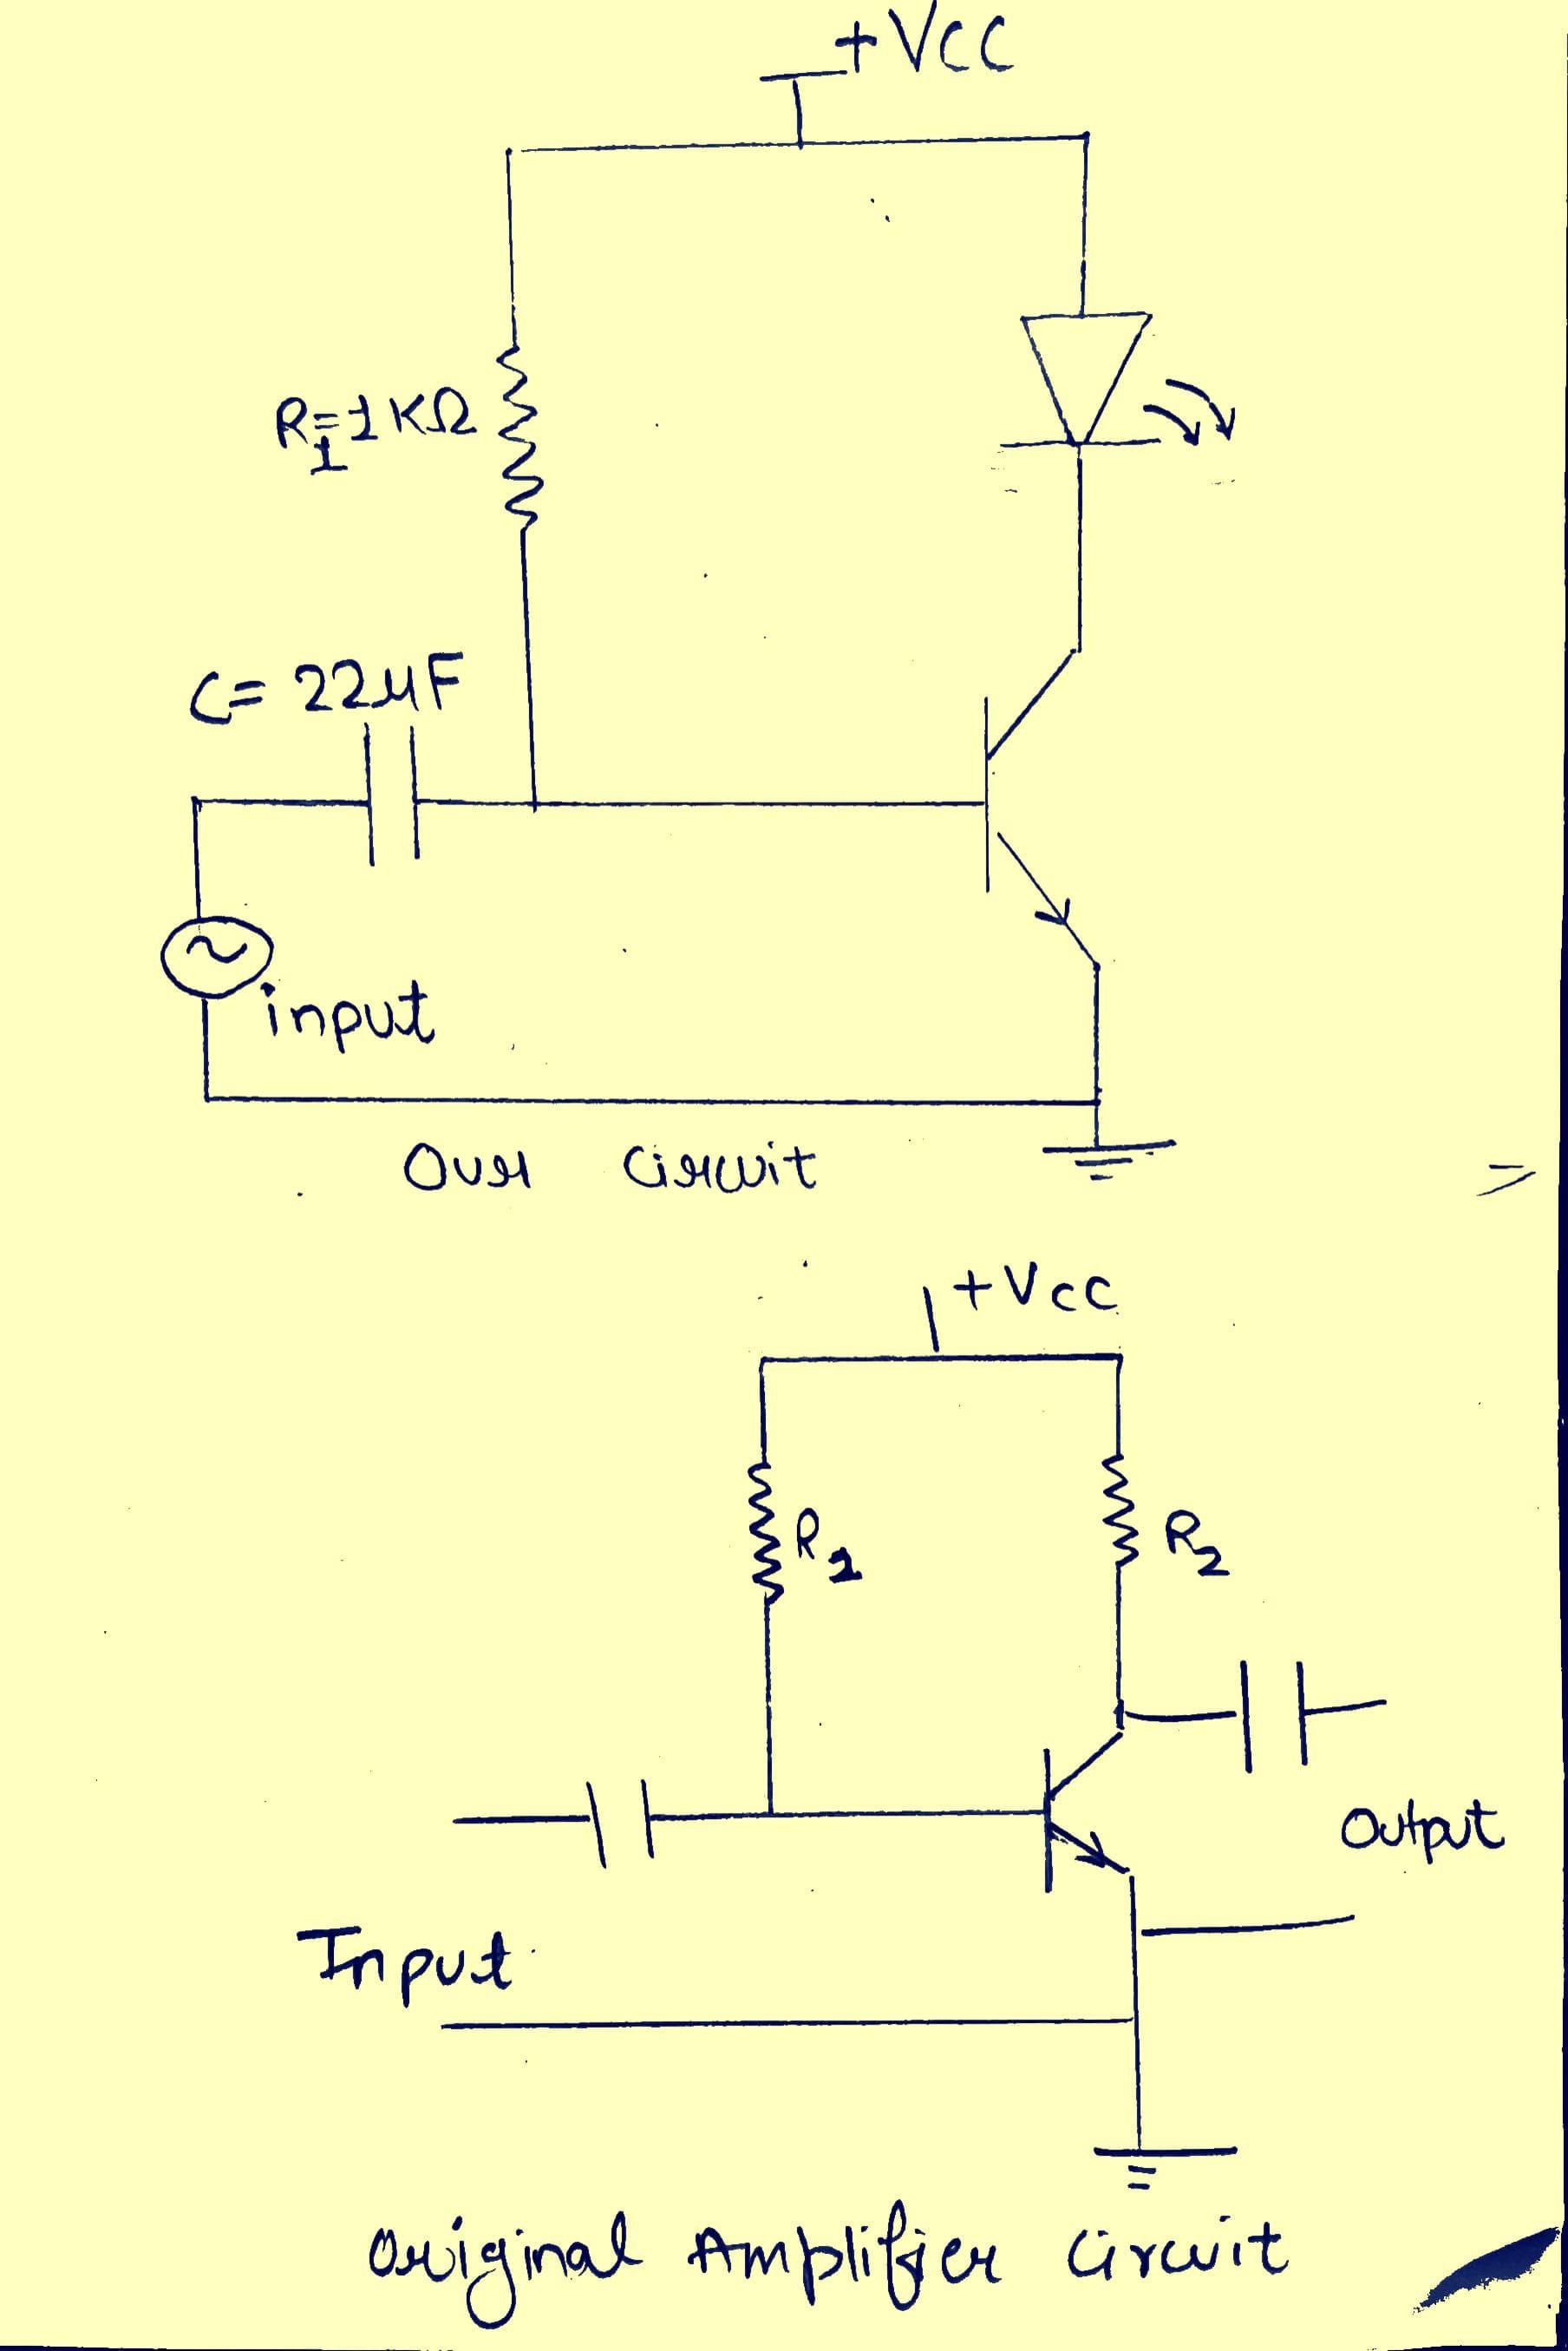 +VCC
R1=1KΩ
C= 22μF
input
Our Circuit
+VCC
R1
R2
Output
Input
Original Amplifier Circuit